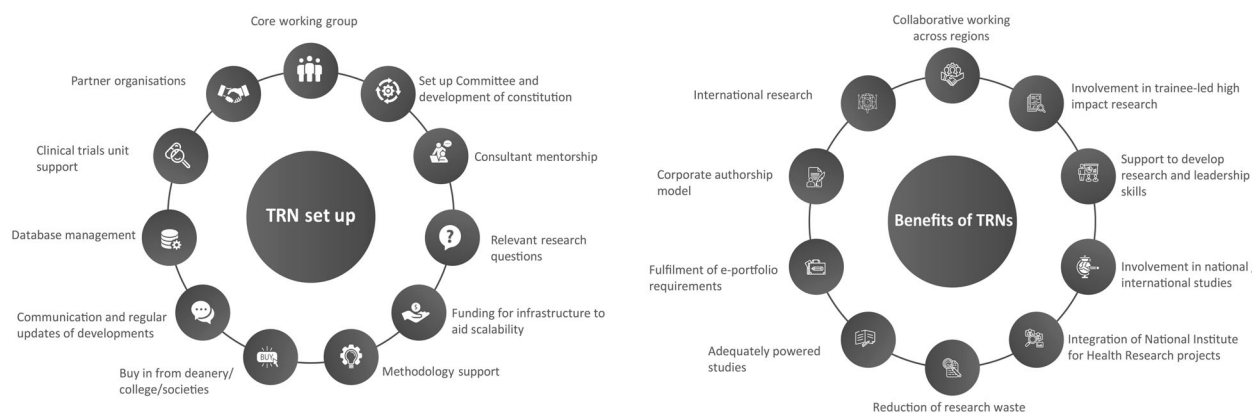 Core working group
Set up Committee and
development of constitution
Consultant mentorship
Relevant research
questions
Funding for infrastructure to
aid scalability
Methodology support
Buy in from deanery/
college/societies
Communication and regular
updates of developments
Database management
Clinical trials unit
support
Partner organisations
TRN set up
?
$
BUY
Collaborative working
across regions
Involvement in trainee-led high
impact research
Support to develop
research and leadership
skills
Involvement in national /
international studies
Integration of National Institute
for Health Research projects
Reduction of research waste
Adequately powered
studies
Fulfilment of e-portfolio
requirements
Corporate authorship
model
International research
Benefits of TRNs